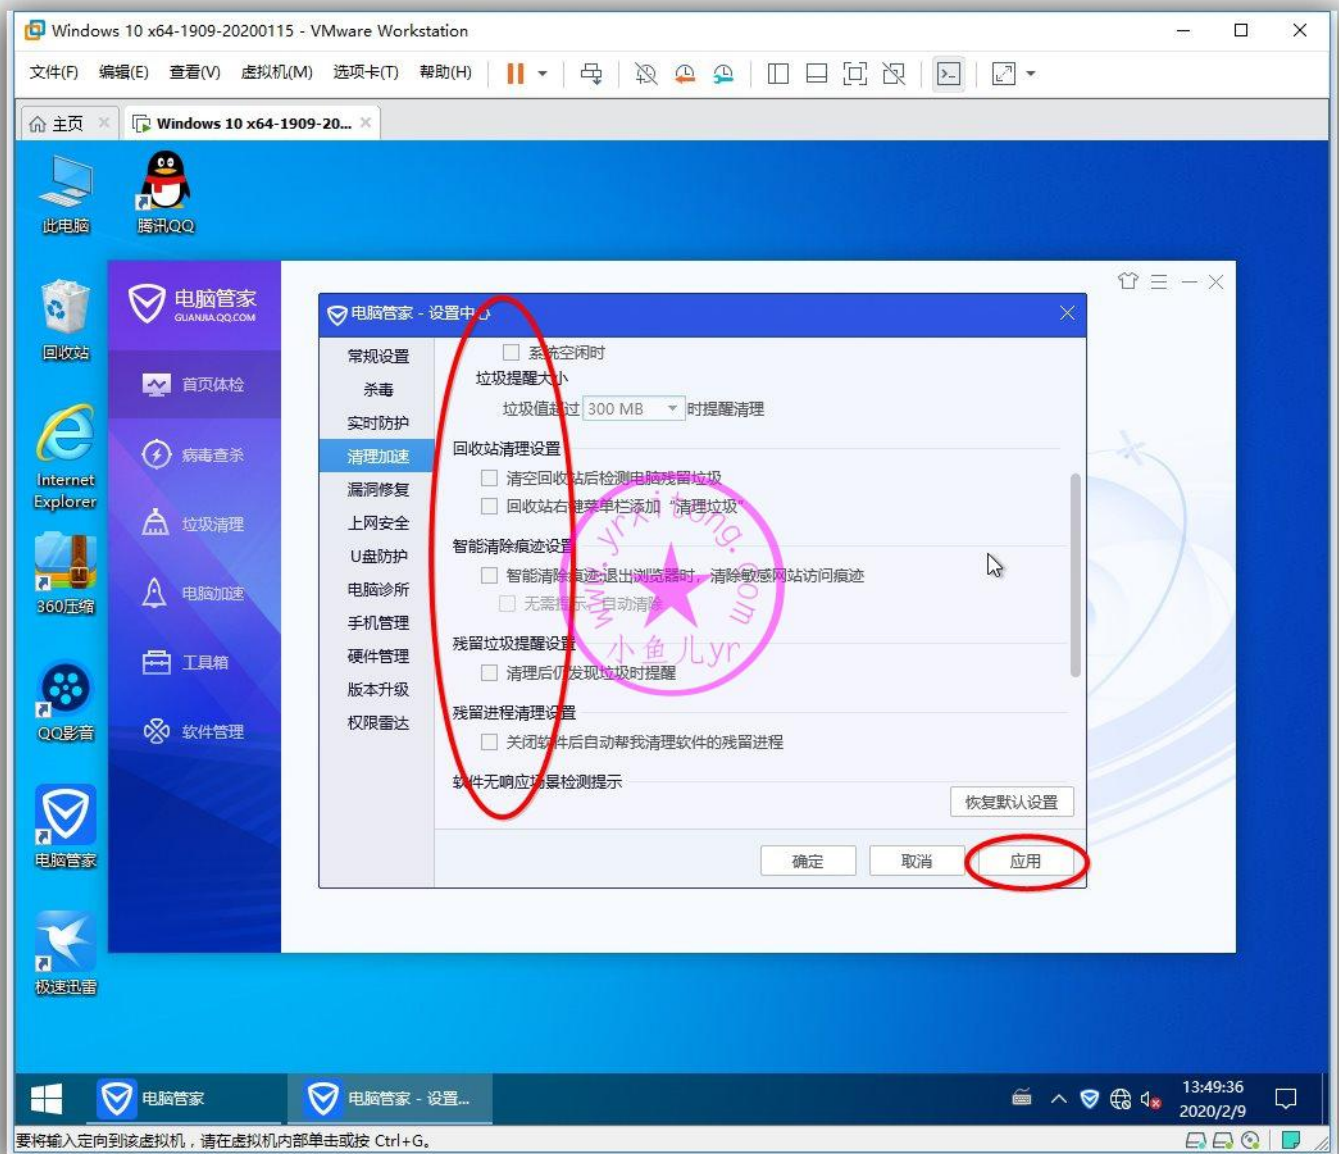 Windows 10 x64-1909-20200115 - VMware Workstation
文件(F) 编辑(E) 查看(V) 虚拟机(M) 选项卡(T) 帮助(H)
主页 Windows 10 x64-1909-20...
此电脑
腾讯QQ
回收站
Internet Explorer
360压缩
QQ影音
电脑管家
极速迅雷
电脑管家
GUANJIA.QQ.COM
首页体检
病毒查杀
垃圾清理
电脑加速
工具箱
软件管理
电脑管家 - 设置中心
常规设置
杀毒
实时防护
清理加速
漏洞修复
上网安全
U盘防护
电脑诊所
手机管理
硬件管理
版本升级
权限雷达
系统空闲时
垃圾提醒大小
垃圾值超过 300 MB 时提醒清理
回收站清理设置
清空回收站后检测电脑残留垃圾
回收站右键菜单栏添加“清理垃圾”
智能清除痕迹设置
智能清除痕迹:退出浏览器时，清除敏感网站访问痕迹
无需提示，自动清除
残留垃圾提醒设置
清理后仍发现垃圾时提醒
残留进程清理设置
关闭软件后自动帮我清理软件的残留进程
软件无响应场景检测提示
恢复默认设置
确定 取消 应用
www.yrxitong.com
小鱼儿yr
电脑管家 电脑管家 - 设置...
13:49:36
2020/2/9
要将输入定向到该虚拟机，请在虚拟机内部单击或按 Ctrl+G。